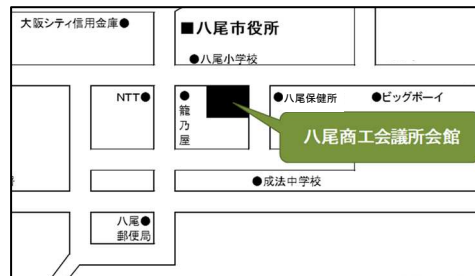 大阪シティ信用金庫●
■八尾市役所
●八尾小学校
NTT●
●籠乃屋
●八尾保健所
●ビッグボーイ
八尾商工会議所会館
●成法中学校
八尾●
郵便局